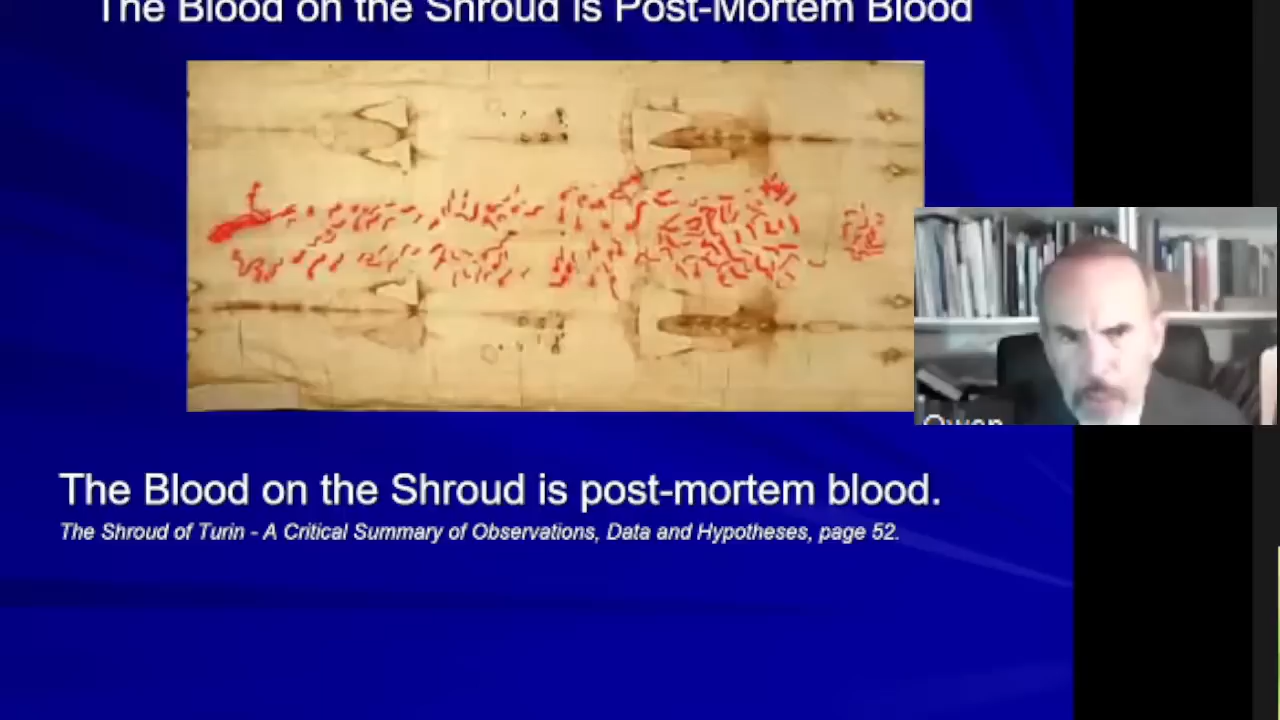 The Blood on the Shroud is Post-Mortem Blood
Owen
The Blood on the Shroud is post-mortem blood.
The Shroud of Turin - A Critical Summary of Observations, Data and Hypotheses, page 52.